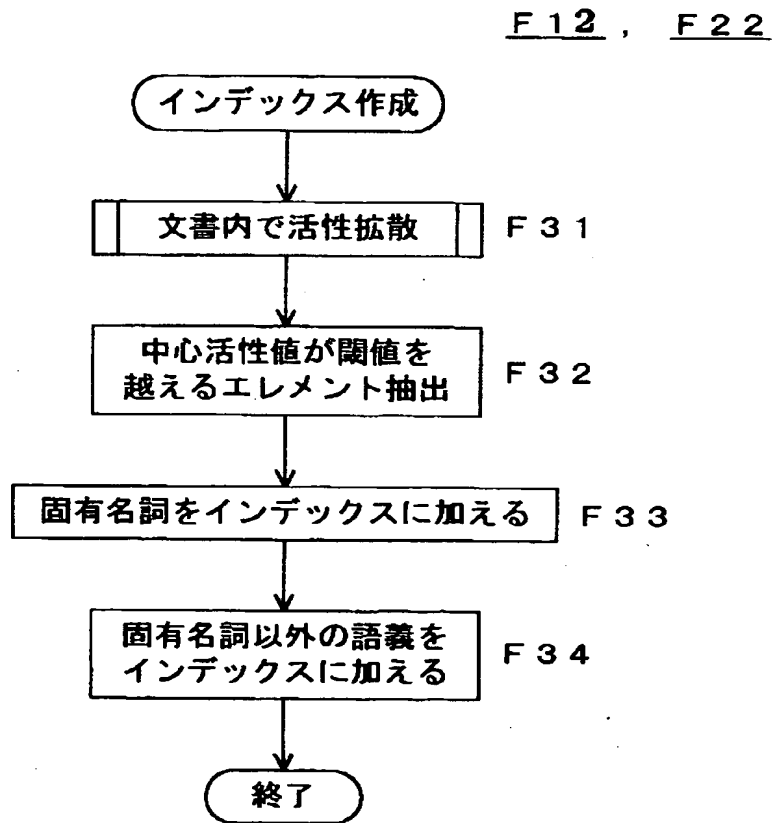 F12, F22
インデックス作成
文書内で活性拡散
F31
中心活性値が閾値を
越えるエレメント抽出
F32
固有名詞をインデックスに加える
F33
固有名詞以外の語義を
インデックスに加える
F34
終了